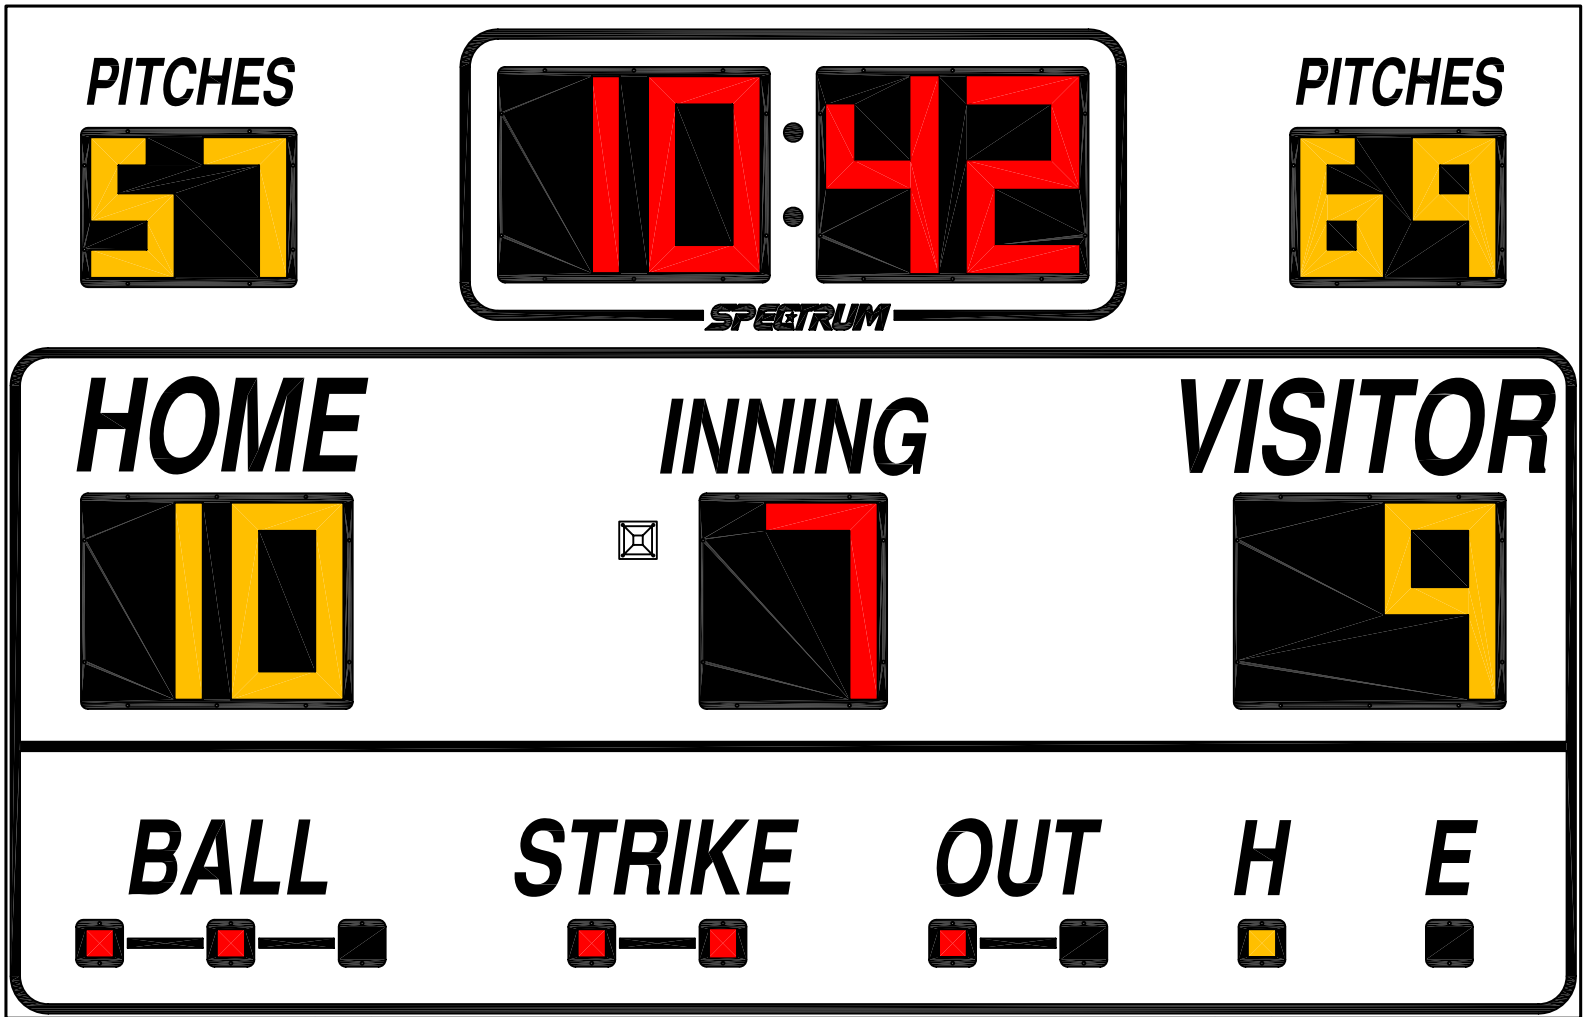 PITCHES 10:42 PITCHES
57 69
SPECTRUM
HOME INNING VISITOR
10 7 9
BALL STRIKE OUT H E